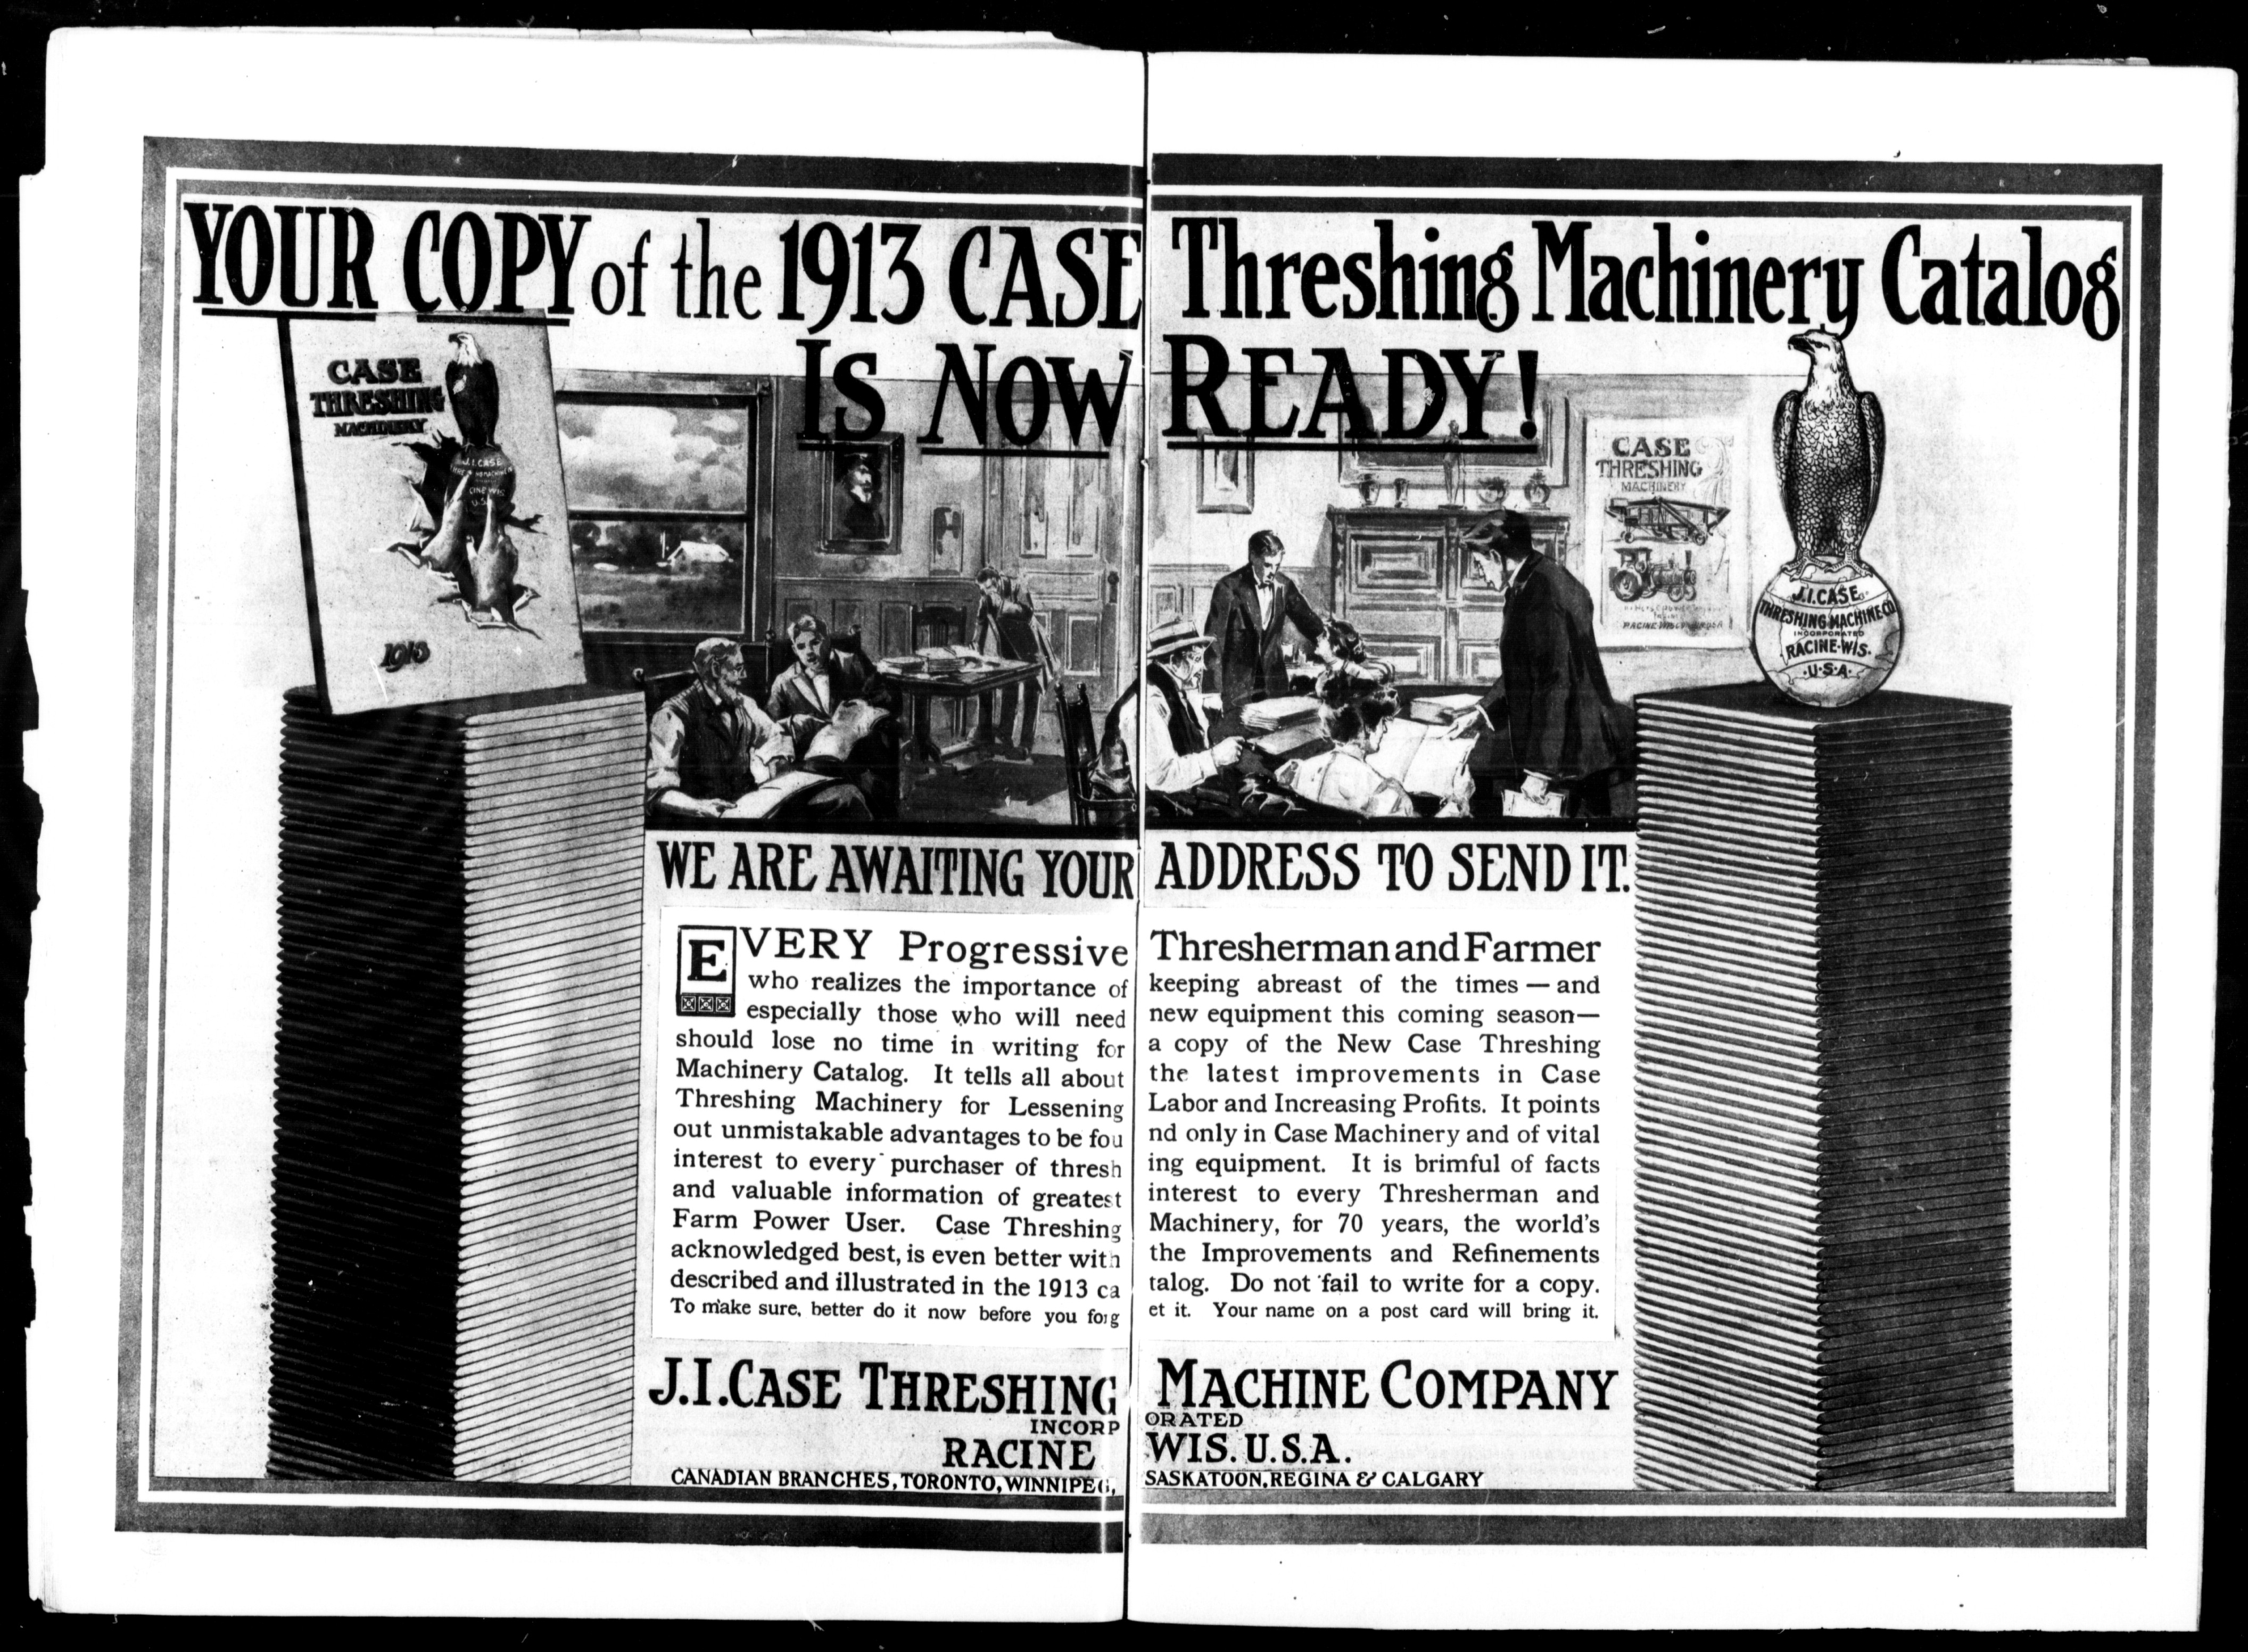 YOUR COPY of the 1913 CASE Threshing Machinery Catalog
IS NOW READY!
CASE
THRESHING
MACHINERY
J.I. CASE
U.S.
1913
CASE
THRESHING
MACHINERY
J.I.CASE
THRESHING MACHINE CO
INCORPORATED
RACINE-WIS.
·U·S·A·
WE ARE AWAITING YOUR ADDRESS TO SEND IT.
EVERY Progressive Thresherman and Farmer
who realizes the importance of keeping abreast of the times — and
especially those who will need new equipment this coming season—
should lose no time in writing for a copy of the New Case Threshing
Machinery Catalog. It tells all about the latest improvements in Case
Threshing Machinery for Lessening Labor and Increasing Profits. It points
out unmistakable advantages to be found only in Case Machinery and of vital
interest to every purchaser of threshing equipment. It is brimful of facts
and valuable information of greatest interest to every Thresherman and
Farm Power User. Case Threshing Machinery, for 70 years, the world's
acknowledged best, is even better with the Improvements and Refinements
described and illustrated in the 1913 catalog. Do not fail to write for a copy.
To make sure, better do it now before you forget it. Your name on a post card will bring it.
J.I.CASE THRESHING MACHINE COMPANY
INCORPORATED
RACINE WIS. U.S.A.
CANADIAN BRANCHES, TORONTO, WINNIPEG, SASKATOON, REGINA & CALGARY